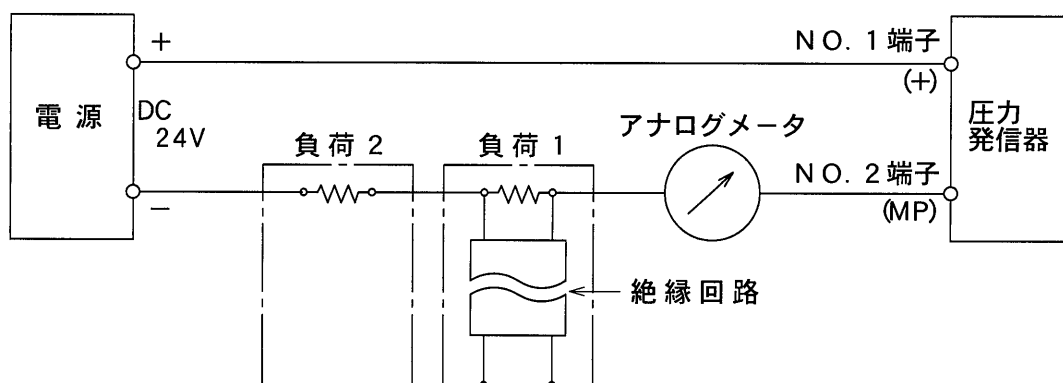 電源
+
DC
24V
−
負荷2
負荷1
アナログメータ
NO.1端子
(+)
NO.2端子
(MP)
圧力
発信器
絶縁回路